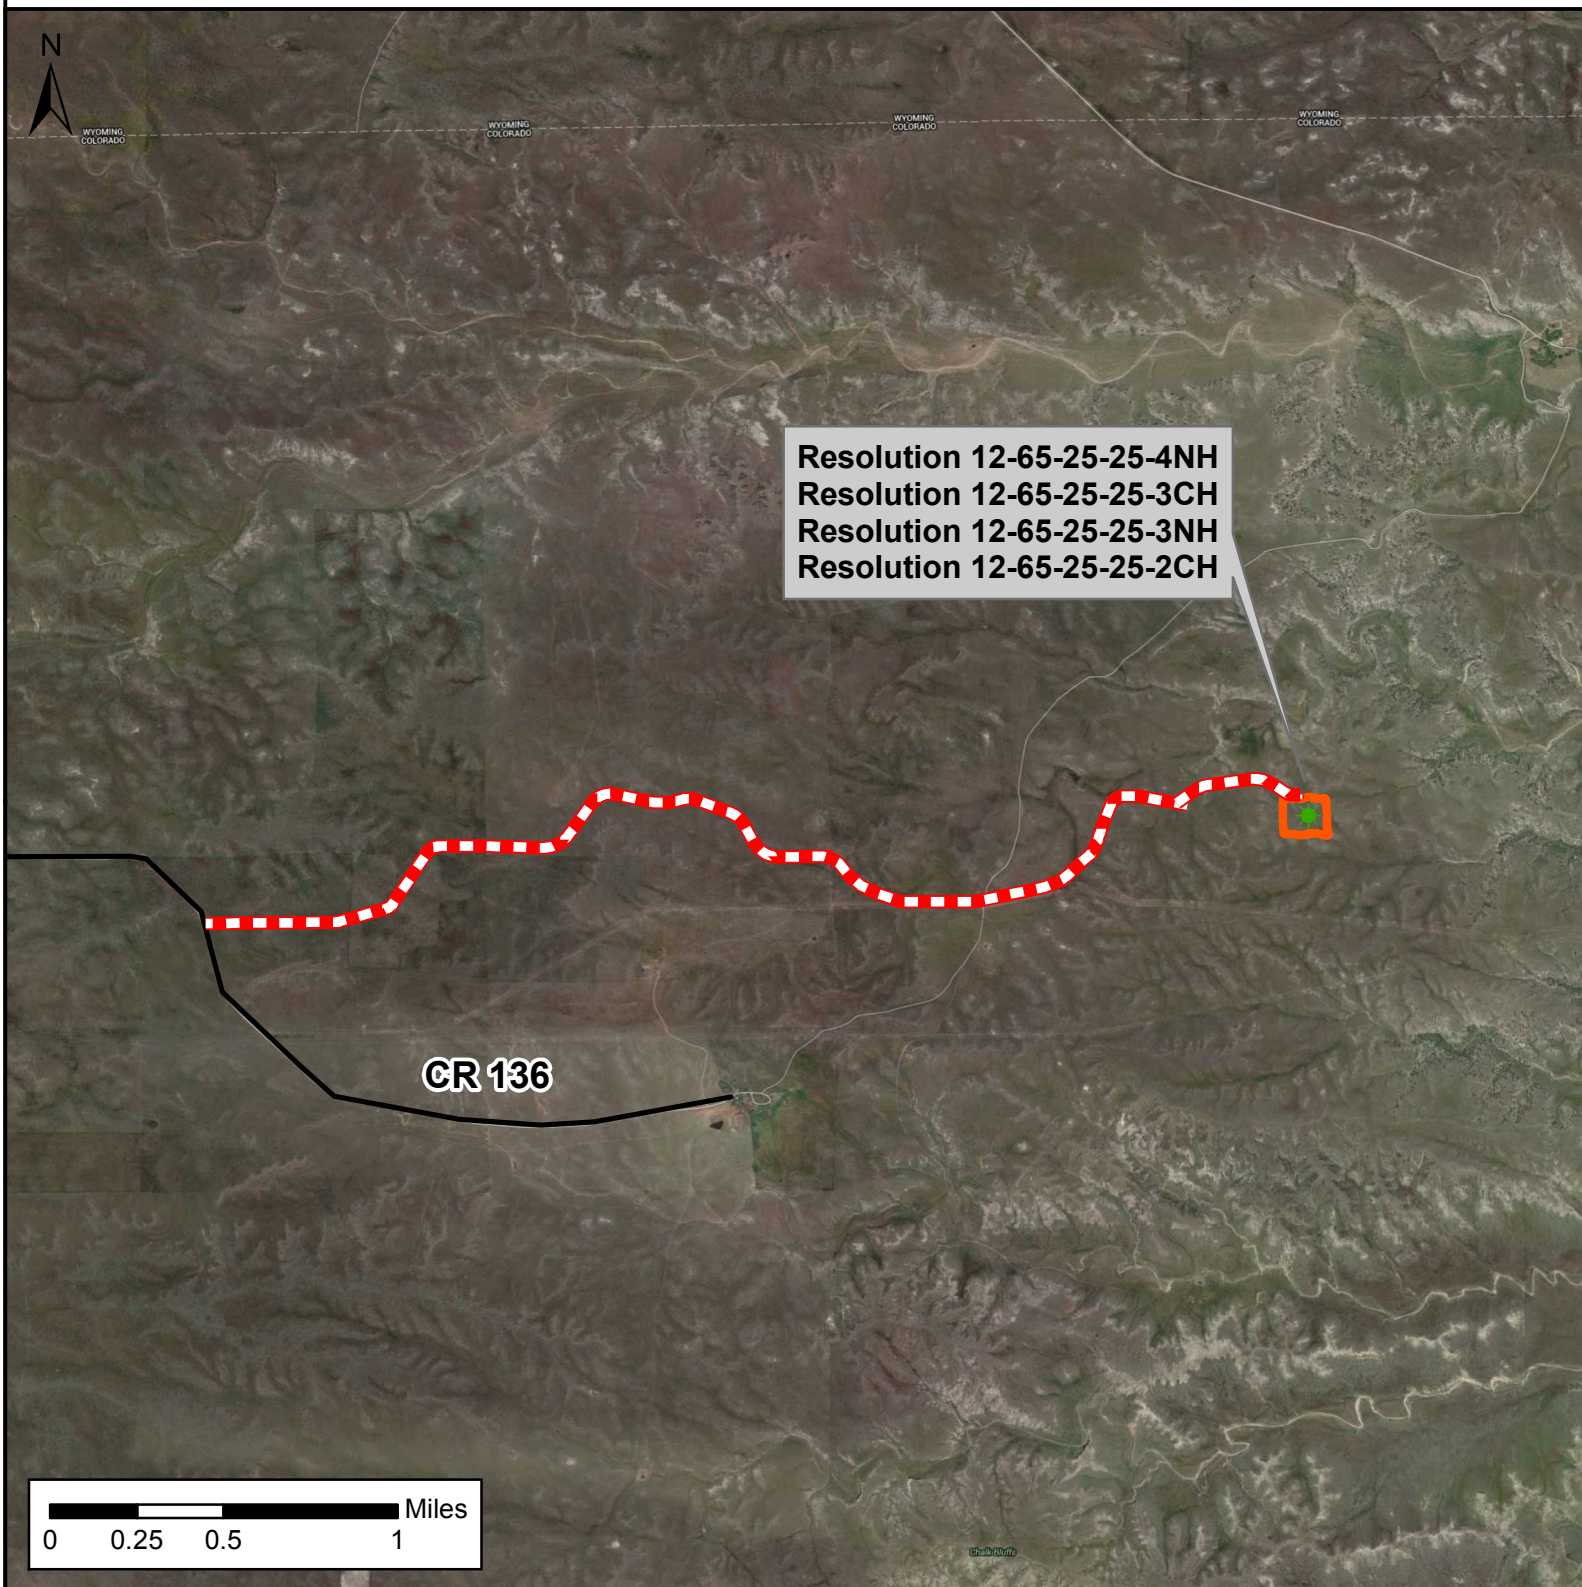 N
WYOMING
COLORADO
WYOMING
COLORADO
WYOMING
COLORADO
WYOMING
COLORADO
Resolution 12-65-25-25-4NH
Resolution 12-65-25-25-3CH
Resolution 12-65-25-25-3NH
Resolution 12-65-25-25-2CH
CR 136
Miles
0 0.25 0.5 1
Chalk Bluffs